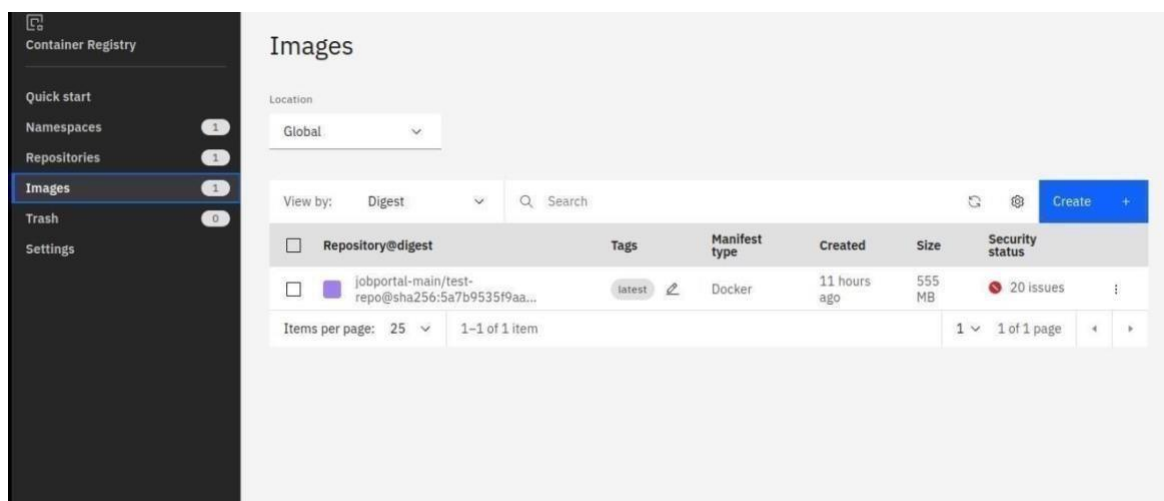 Container Registry
Quick start
Namespaces 1
Repositories 1
Images 1
Trash 0
Settings
Images
Location
Global
View by: Digest Search Create +
Repository@digest Tags Manifest type Created Size Security status
jobportal-main/test-
repo@sha256:5a7b9535f9aa... latest Docker 11 hours ago 555 MB 20 issues
Items per page: 25 1–1 of 1 item 1 1 of 1 page